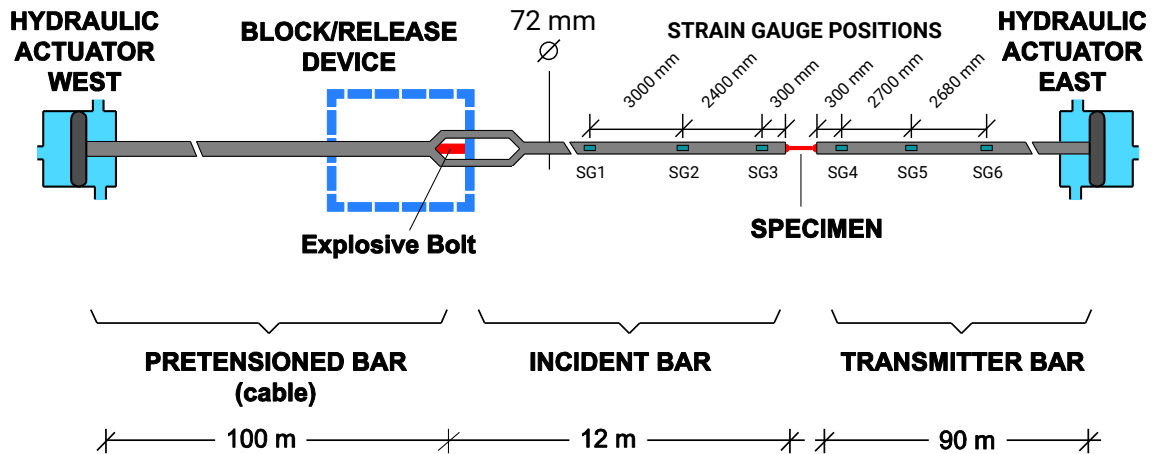 HYDRAULIC
ACTUATOR
WEST
BLOCK/RELEASE
DEVICE
72 mm
STRAIN GAUGE POSITIONS
HYDRAULIC
ACTUATOR
EAST
3000 mm
2400 mm
300 mm
300 mm
2700 mm
2680 mm
SG1
SG2
SG3
SG4
SG5
SG6
Explosive Bolt
SPECIMEN
PRETENSIONED BAR
(cable)
INCIDENT BAR
TRANSMITTER BAR
100 m
12 m
90 m